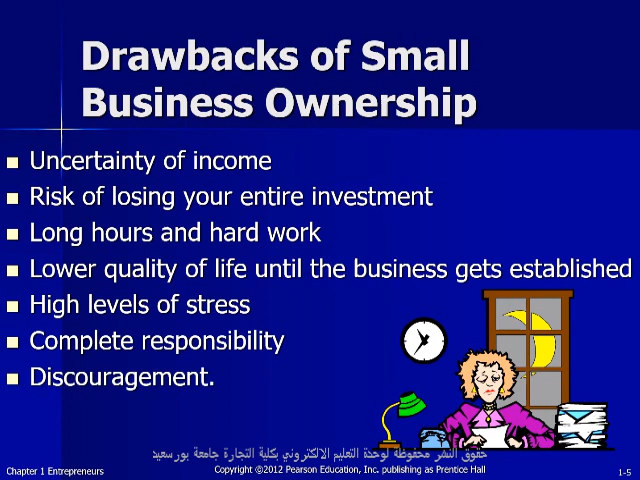 Drawbacks of Small
Business Ownership
Uncertainty of income
Risk of losing your entire investment
Long hours and hard work
Lower quality of life until the business gets established
High levels of stress
Complete responsibility
Discouragement.
حقوق النشر محفوظة لوحدة التعليم الالكتروني بكلية التجارة جامعة بورسعيد
Chapter 1 Entrepreneurs
Copyright ©2012 Pearson Education, Inc. publishing as Prentice Hall
1-5